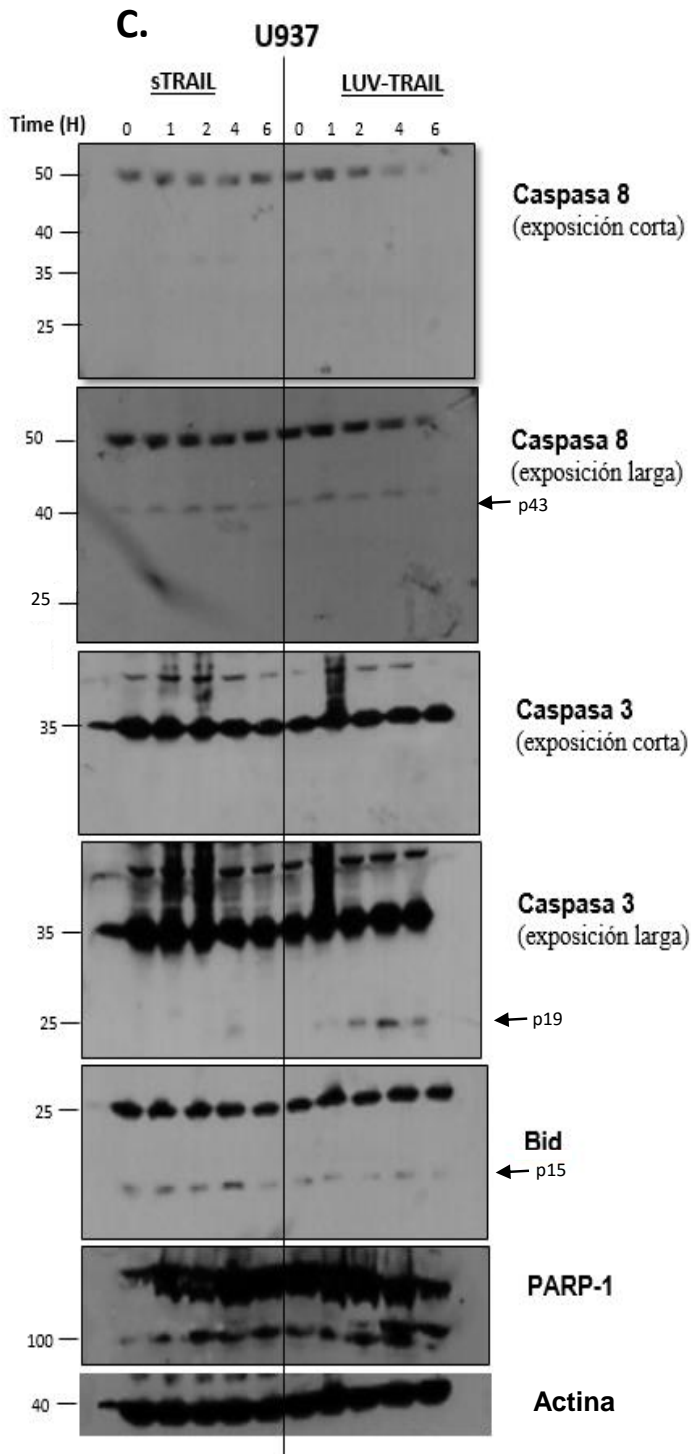 C.
U937
sTRAIL LUV-TRAIL
Time (H) 0 1 2 4 6 0 1 2 4 6
50
40
35
25
Caspasa 8
(exposición corta)
50
40
25
Caspasa 8
(exposición larga)
p43
35
Caspasa 3
(exposición corta)
35
25
Caspasa 3
(exposición larga)
p19
25
Bid
p15
100
PARP-1
40
Actina